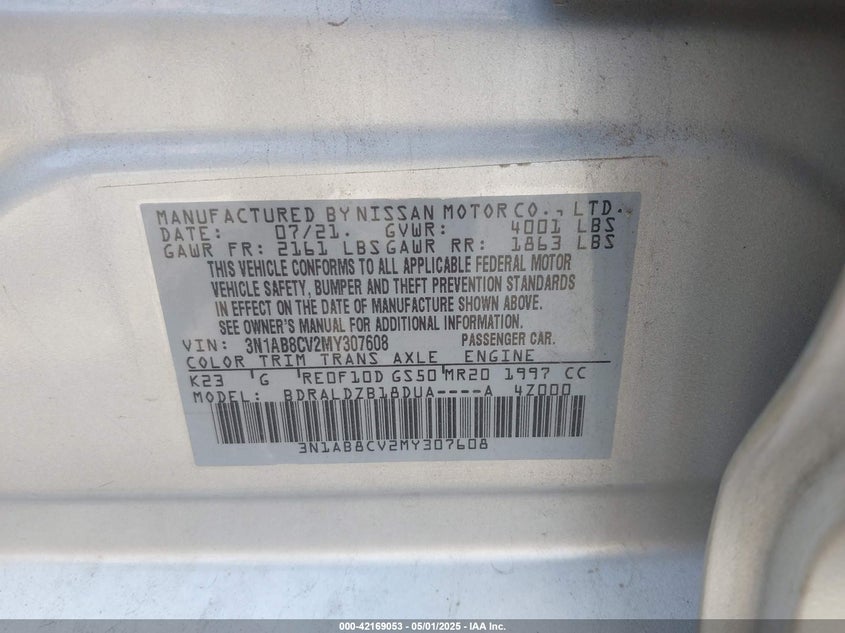 MANUFACTURED BY NISSAN MOTOR CO., LTD.
DATE: 07/21. GVWR: 4001 LBS
GAWR FR: 2161 LBS GAWR RR: 1863 LBS
THIS VEHICLE CONFORMS TO ALL APPLICABLE FEDERAL MOTOR
VEHICLE SAFETY, BUMPER AND THEFT PREVENTION STANDARDS
IN EFFECT ON THE DATE OF MANUFACTURE SHOWN ABOVE.
SEE OWNER'S MANUAL FOR ADDITIONAL INFORMATION.
VIN: 3N1AB8CV2MY307608 PASSENGER CAR.
COLOR TRIM TRANS AXLE ENGINE
K23 G RE0F10D GS50 MR20 1997 CC
MODEL: BDRALDZB18DUA----A 4Z000
3N1AB8CV2MY307608
000-42169053 - 05/01/2025 - IAA Inc.